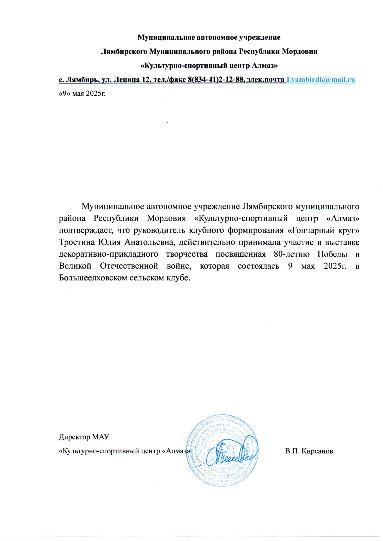 Муниципальное автономное учреждение
Лямбирского Муниципального района Республики Мордовия
«Культурно-спортивный центр Алмаз»
с. Лямбирь, ул. Ленина 12, тел./факс 8(834-41)2-12-88, элек.почта Lyambirdk@mail.ru
«9» мая 2025г.
Муниципальное автономное учреждение Лямбирского муниципального
района Республики Мордовия «Культурно-спортивный центр «Алмаз»
подтверждает, что руководитель клубного формирования «Гончарный круг»
Тростина Юлия Анатольевна, действительно принимала участие в выставке
декоративно-прикладного творчества посвященная 80-летию Победы в
Великой Отечественной войне, которая состоялась 9 мая 2025г. в
Большеелховском сельском клубе.
Директор МАУ
«Культурно-спортивный центр «Алмаз» В.П. Кирсанов